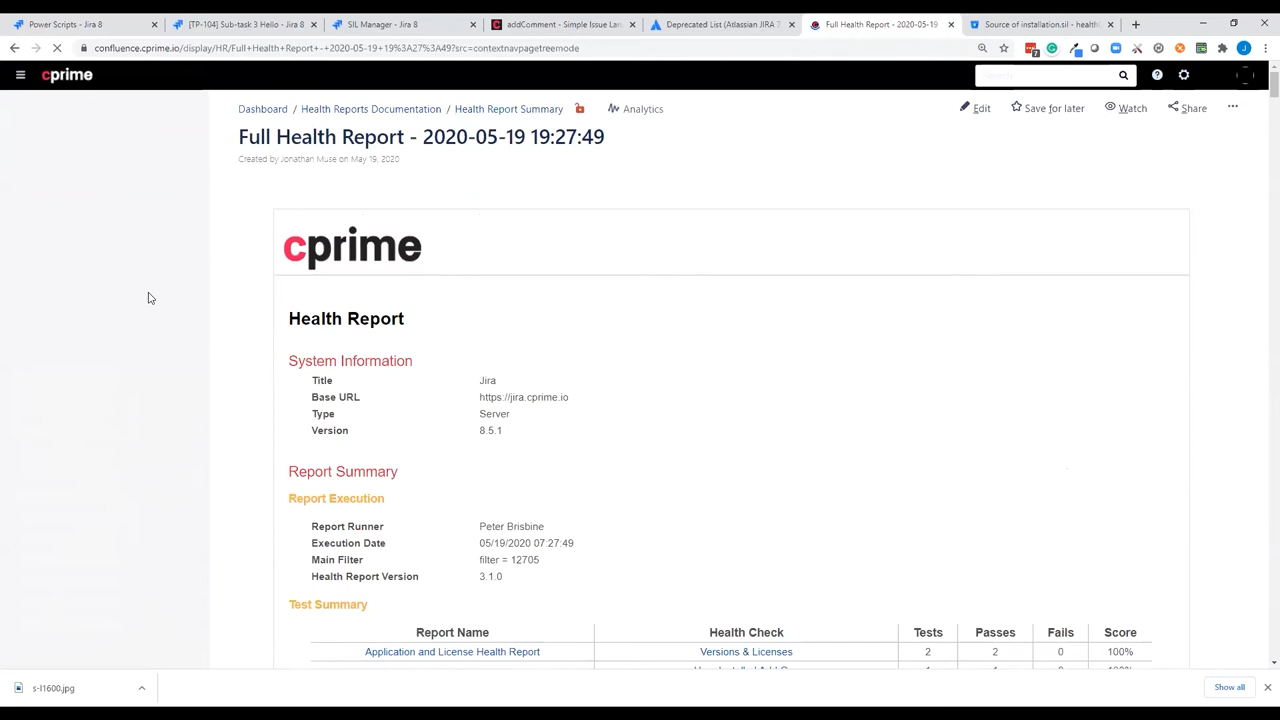 Power Scripts - Jira 8
[TP-104] Sub-task 3 Hello - Jira 8
SIL Manager - Jira 8
addComment - Simple Issue Lan
Deprecated List (Atlassian JIRA 7
Full Health Report - 2020-05-19
Source of installation.sil - health
confluence.cprime.io/display/HR/Full+Health+Report+-+2020-05-19+19%3A27%3A49?src=contextnavpagetreemode
cprime
Search
Dashboard / Health Reports Documentation / Health Report Summary
Analytics
Edit
Save for later
Watch
Share
Full Health Report - 2020-05-19 19:27:49
Created by Jonathan Muse on May 19, 2020
cprime
Health Report
System Information
Title Jira
Base URL https://jira.cprime.io
Type Server
Version 8.5.1
Report Summary
Report Execution
Report Runner Peter Brisbine
Execution Date 05/19/2020 07:27:49
Main Filter filter = 12705
Health Report Version 3.1.0
Test Summary
Report Name Health Check Tests Passes Fails Score
Application and License Health Report Versions & Licenses 2 2 0 100%
s-l1600.jpg
Show all